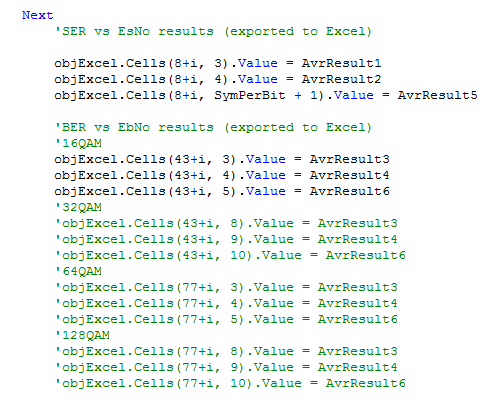 Next
'SER vs EsNo results (exported to Excel)
objExcel.Cells(8+i, 3).Value = AvrResult1
objExcel.Cells(8+i, 4).Value = AvrResult2
objExcel.Cells(8+i, SymPerBit + 1).Value = AvrResult5
'BER vs EbNo results (exported to Excel)
'16QAM
objExcel.Cells(43+i, 3).Value = AvrResult3
objExcel.Cells(43+i, 4).Value = AvrResult4
objExcel.Cells(43+i, 5).Value = AvrResult6
'32QAM
'objExcel.Cells(43+i, 8).Value = AvrResult3
'objExcel.Cells(43+i, 9).Value = AvrResult4
'objExcel.Cells(43+i, 10).Value = AvrResult6
'64QAM
'objExcel.Cells(77+i, 3).Value = AvrResult3
'objExcel.Cells(77+i, 4).Value = AvrResult4
'objExcel.Cells(77+i, 5).Value = AvrResult6
'128QAM
'objExcel.Cells(77+i, 8).Value = AvrResult3
'objExcel.Cells(77+i, 9).Value = AvrResult4
'objExcel.Cells(77+i, 10).Value = AvrResult6